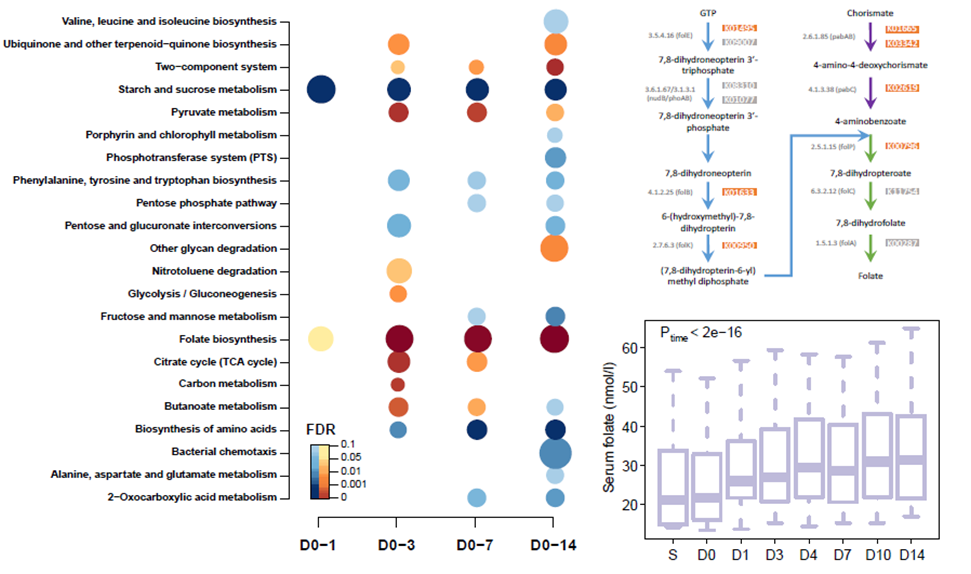 Valine, leucine and isoleucine biosynthesis
Ubiquinone and other terpenoid−quinone biosynthesis
Two−component system
Starch and sucrose metabolism
Pyruvate metabolism
Porphyrin and chlorophyll metabolism
Phosphotransferase system (PTS)
Phenylalanine, tyrosine and tryptophan biosynthesis
Pentose phosphate pathway
Pentose and glucuronate interconversions
Other glycan degradation
Nitrotoluene degradation
Glycolysis / Gluconeogenesis
Fructose and mannose metabolism
Folate biosynthesis
Citrate cycle (TCA cycle)
Carbon metabolism
Butanoate metabolism
Biosynthesis of amino acids
Bacterial chemotaxis
Alanine, aspartate and glutamate metabolism
2−Oxocarboxylic acid metabolism
FDR
0.1
0.05
0.01
0.001
0
D0−1 D0−3 D0−7 D0−14
GTP
3.5.4.16 (folE) K01495
K09007
7,8-dihydroneopterin 3'-
triphosphate
3.6.1.67/3.1.3.1
(nudB/phoAB)
K08310
K01077
7,8-dihydroneopterin 3'-
phosphate
7,8-dihydroneopterin
4.1.2.25 (folB) K01633
6-(hydroxymethyl)-7,8-
dihydropterin
2.7.6.3 (folK) K00950
(7,8-dihydropterin-6-yl)
methyl diphosphate
Chorismate
2.6.1.85 (pabAB) K01665
K03342
4-amino-4-deoxychorismate
4.1.3.38 (pabC) K02619
4-aminobenzoate
2.5.1.15 (folP) K00796
7,8-dihydropteroate
6.3.2.12 (folC) K11754
7,8-dihydrofolate
1.5.1.3 (folA) K00287
Folate
P time < 2e−16
Serum folate (nmol/l)
60
50
40
30
20
S D0 D1 D3 D4 D7 D10 D14